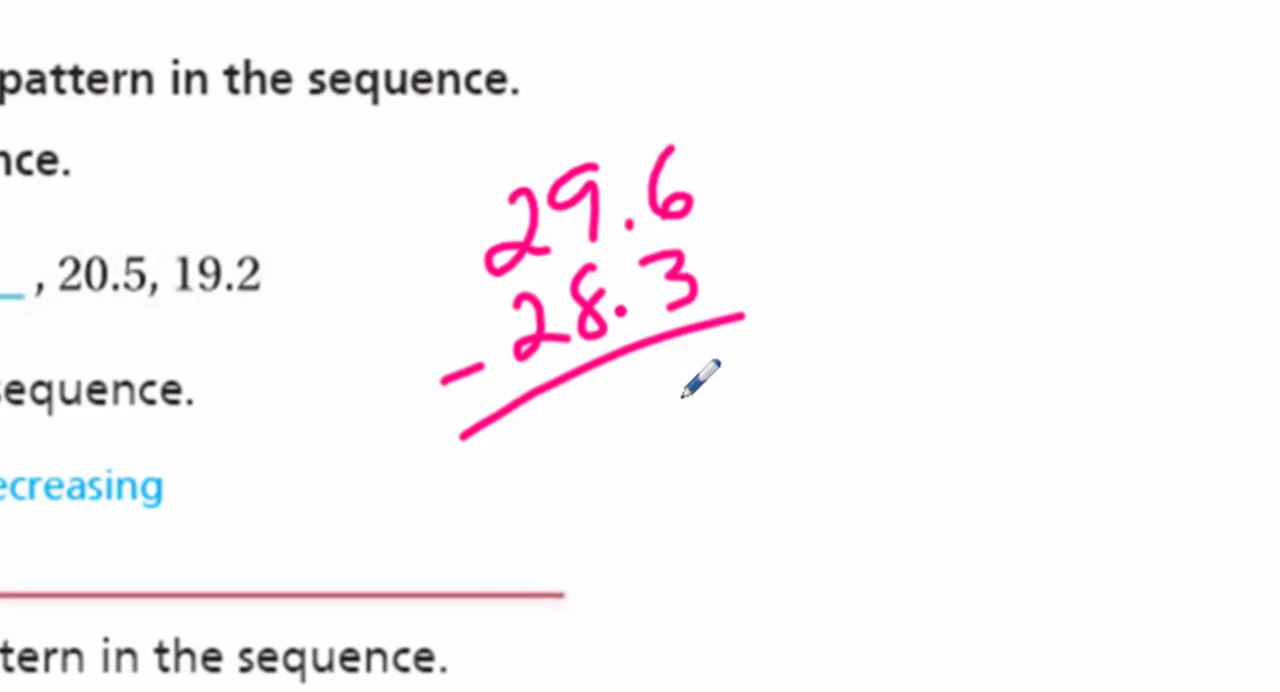 pattern in the sequence.
nce.
29.6
- 28.3
, 20.5, 19.2
sequence.
ecreasing
tern in the sequence.